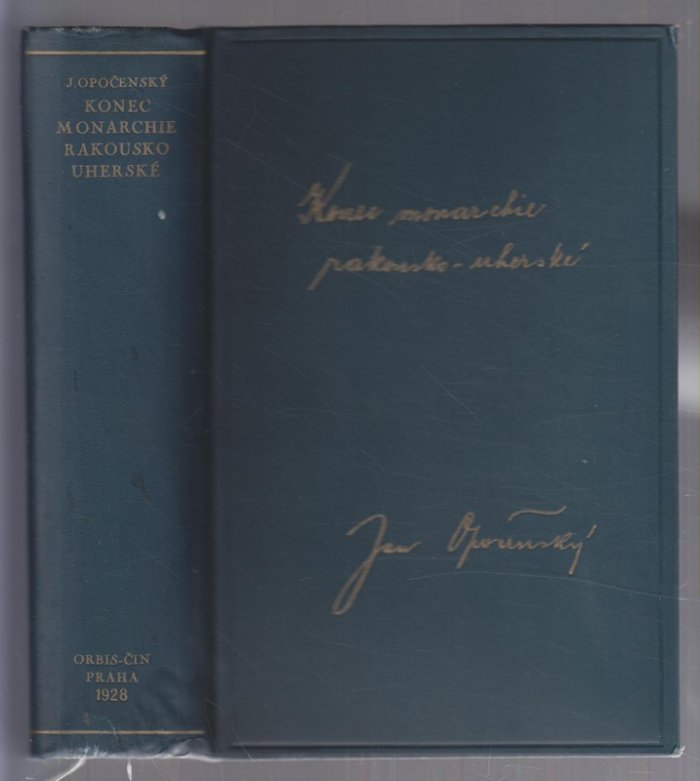 J. OPOČENSKÝ
KONEC
MONARCHIE
RAKOUSKO
UHERSKÉ
ORBIS-ČIN
PRAHA
1928
Konec monarchie
rakousko-uherské
Jan Opočenský